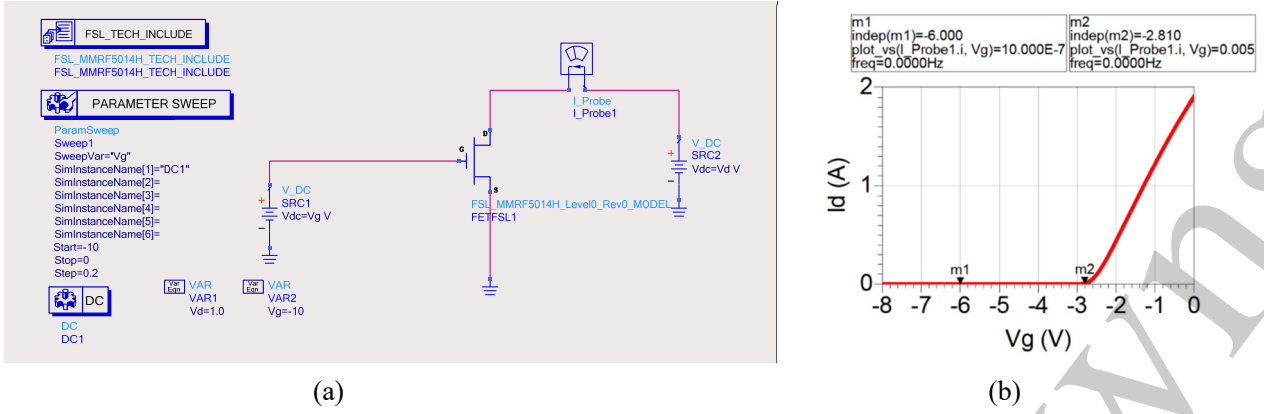 FSL_TECH_INCLUDE
FSL_MMRF5014H_TECH_INCLUDE
FSL_MMRF5014H_TECH_INCLUDE
PARAMETER SWEEP
ParamSweep
Sweep1
SweepVar="Vg"
SimInstanceName[1]="DC1"
SimInstanceName[2]=
SimInstanceName[3]=
SimInstanceName[4]=
SimInstanceName[5]=
SimInstanceName[6]=
Start=-10
Stop=0
Step=0.2
DC
DC
DC1
Var
Eqn
VAR
VAR1
Vd=1.0
Var
Eqn
VAR
VAR2
Vg=-10
+
V_DC
SRC1
Vdc=Vg V
–
G
D
S
FSL_MMRF5014H_Level0_Rev0_MODEL
FETFSL1
I_Probe
I_Probe1
+
V_DC
SRC2
Vdc=Vd V
–
(a)
m1
indep(m1)=-6.000
plot_vs(I_Probe1.i, Vg)=10.000E-7
freq=0.0000Hz
m2
indep(m2)=-2.810
plot_vs(I_Probe1.i, Vg)=0.005
freq=0.0000Hz
Id (A)
2
1
0
m1
m2
-8 -7 -6 -5 -4 -3 -2 -1 0
Vg (V)
(b)